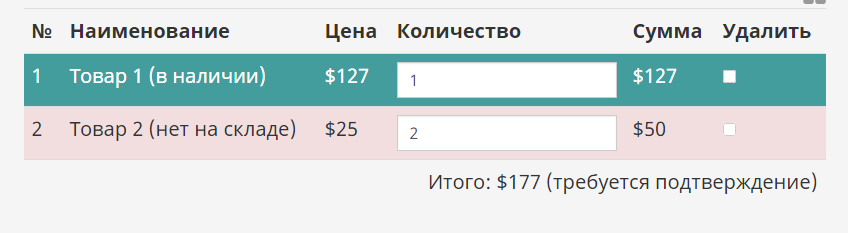 № Наименование Цена Количество Сумма Удалить
1 Товар 1 (в наличии) $127 1 $127
2 Товар 2 (нет на складе) $25 2 $50
Итого: $177 (требуется подтверждение)